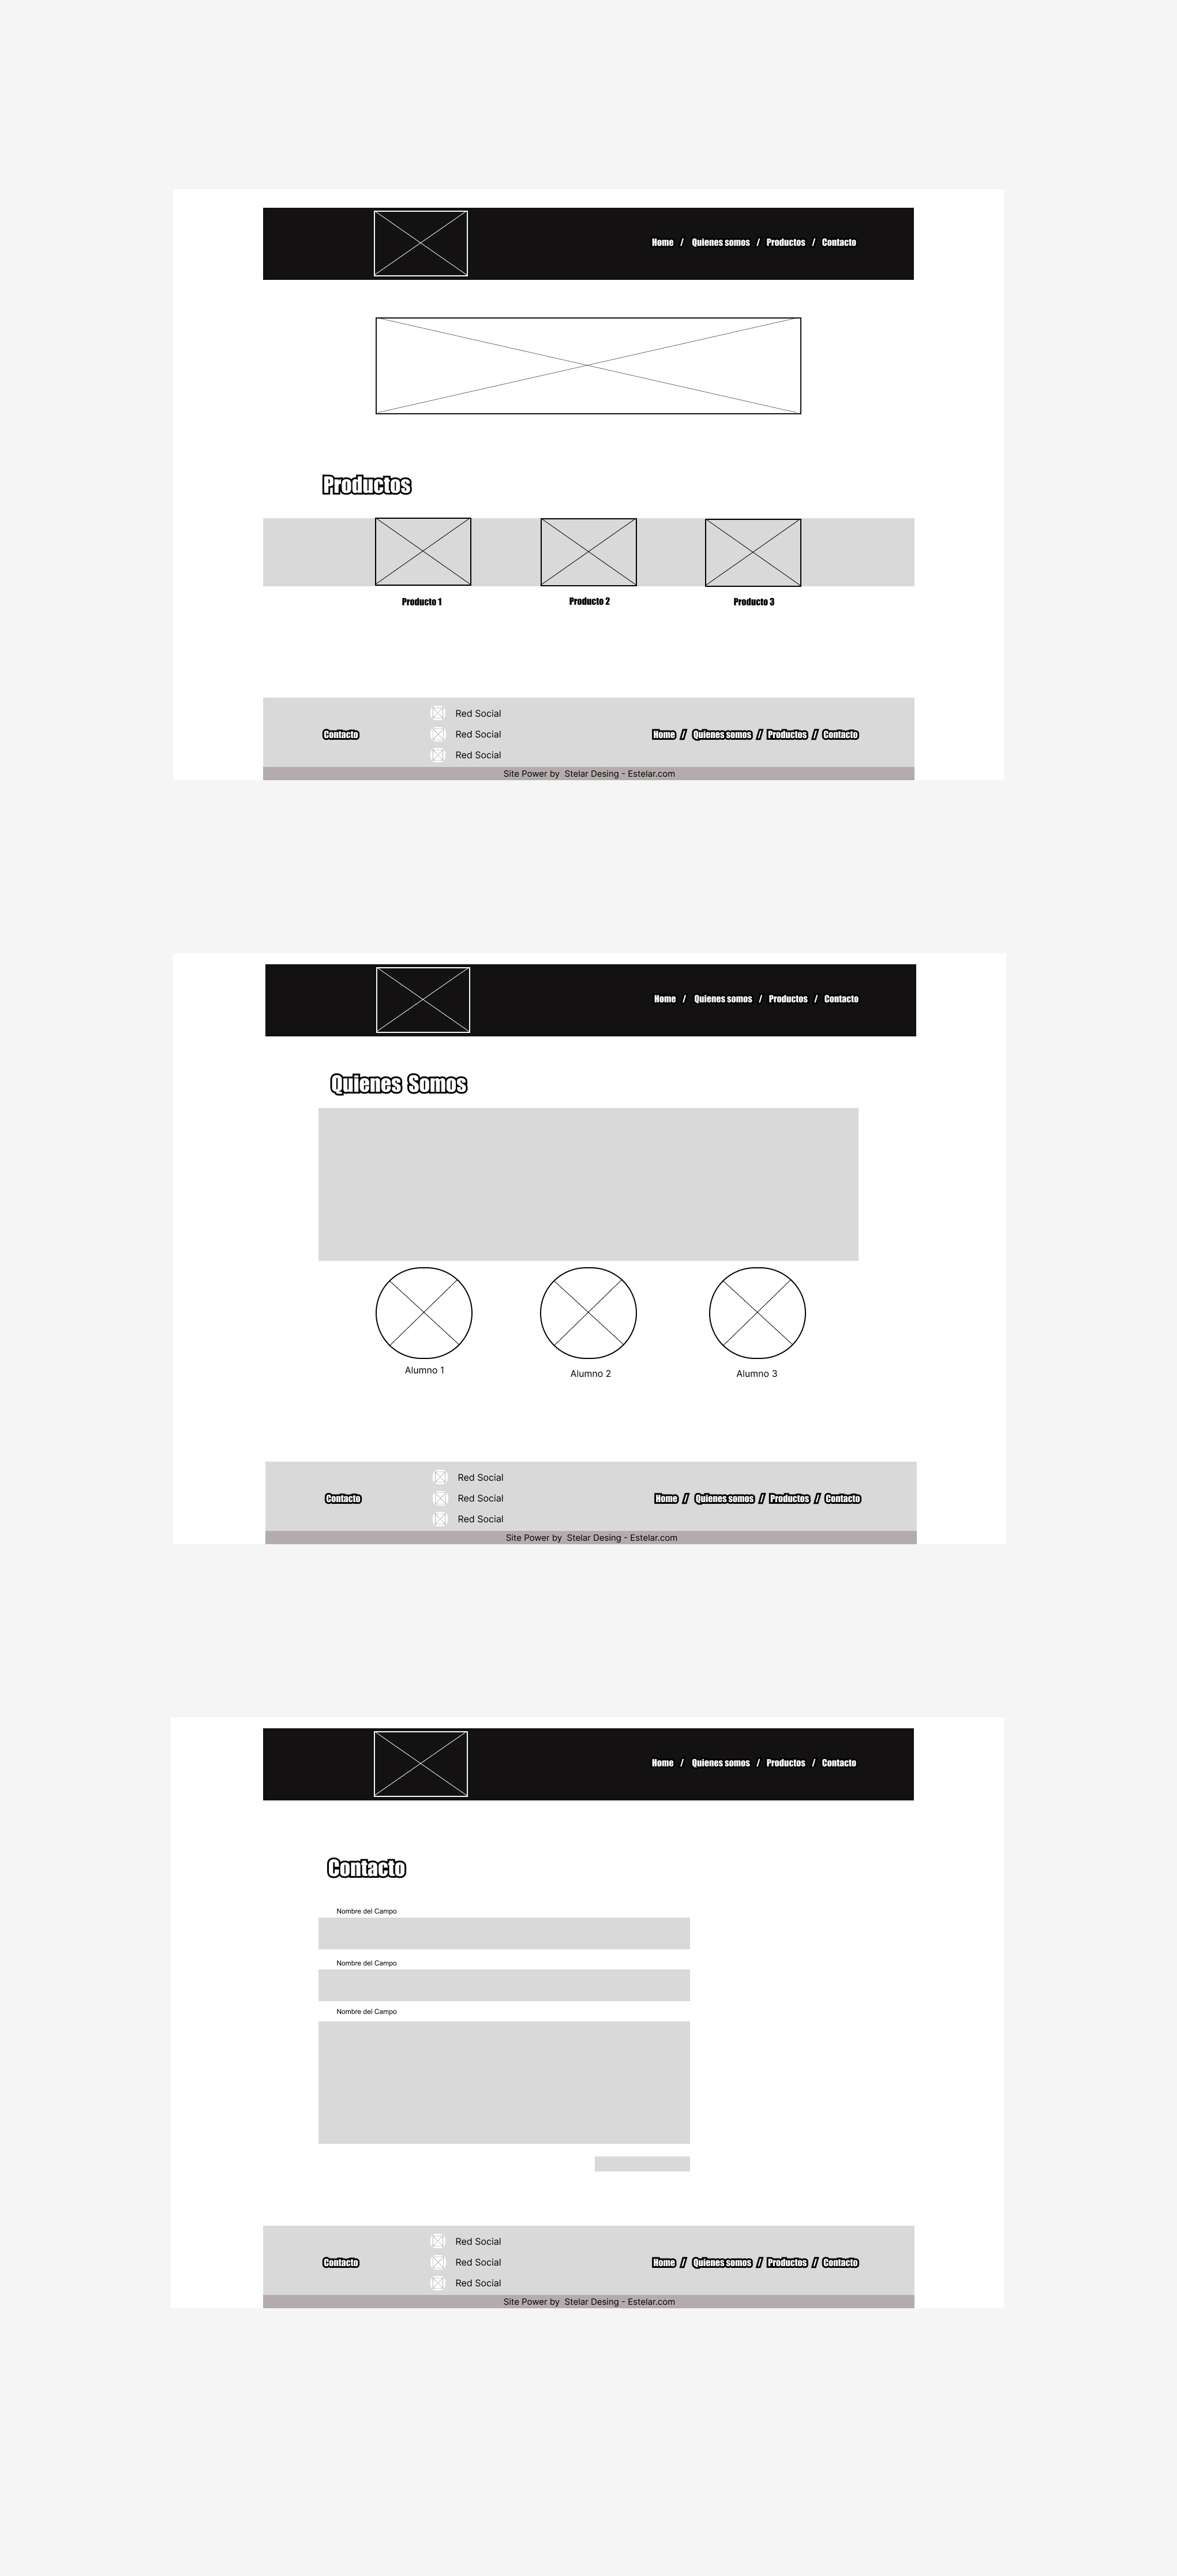 Home / Quienes somos / Productos / Contacto
Productos
Producto 1 Producto 2 Producto 3
Red Social
Contacto Red Social Home / Quienes somos / Productos / Contacto
Red Social
Site Power by Stelar Desing - Estelar.com
Home / Quienes somos / Productos / Contacto
Quienes Somos
Alumno 1 Alumno 2 Alumno 3
Red Social
Contacto Red Social Home / Quienes somos / Productos / Contacto
Red Social
Site Power by Stelar Desing - Estelar.com
Home / Quienes somos / Productos / Contacto
Contacto
Nombre del Campo
Nombre del Campo
Nombre del Campo
Red Social
Contacto Red Social Home / Quienes somos / Productos / Contacto
Red Social
Site Power by Stelar Desing - Estelar.com